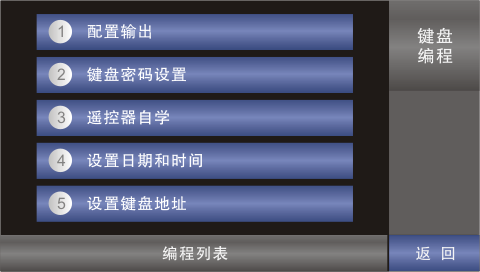 1 配置输出
2 键盘密码设置
3 遥控器自学
4 设置日期和时间
5 设置键盘地址
键盘
编程
编程列表
返 回